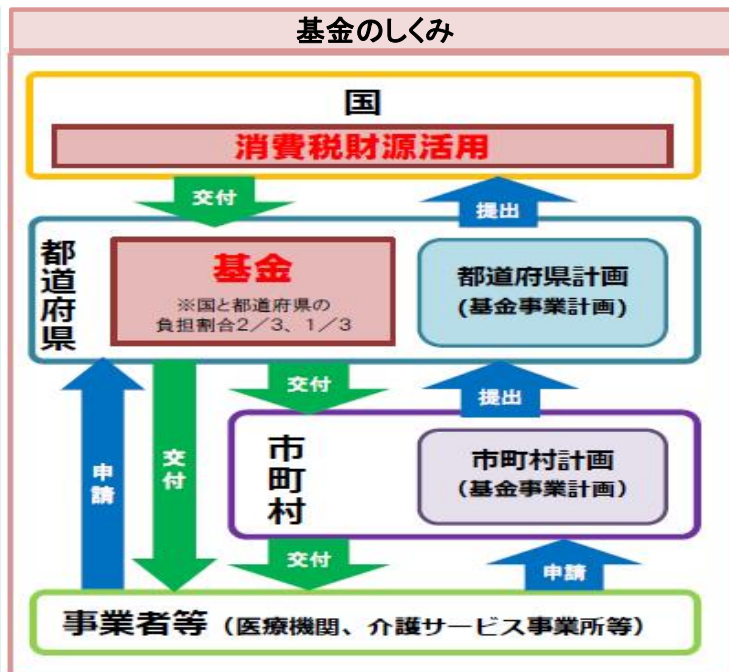 基金のしくみ
国
消費税財源活用
交付
提出
都道府県
基金
※国と都道府県の
負担割合2/3、1/3
都道府県計画
(基金事業計画)
交付
提出
申請
交付
市町村
市町村計画
(基金事業計画)
交付
申請
事業者等(医療機関、介護サービス事業所等)